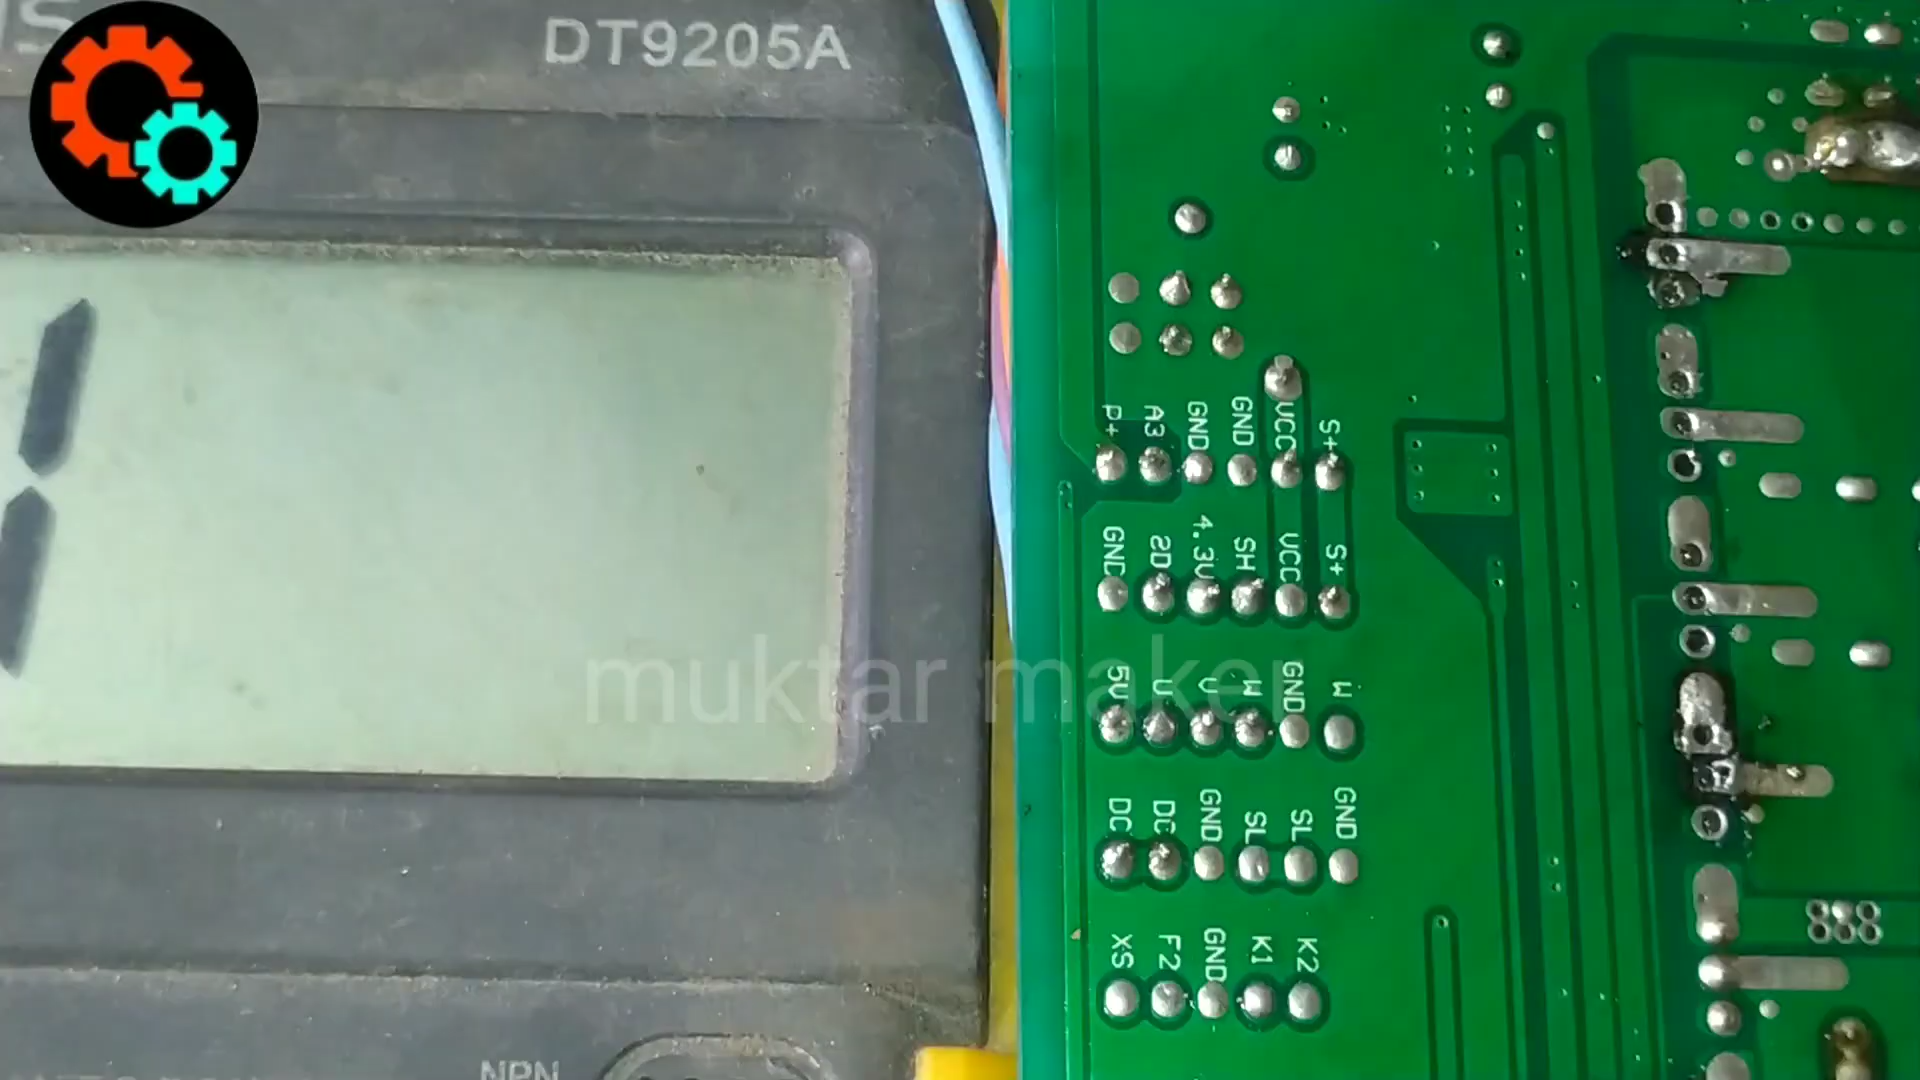 DT9205A
1
muktar maker
P+ A3 GND GND VCC S+
GND 2D 4.3V SH VCC S+
5V U V W GND W
DC DC GND SL SL GND
XS F2 GND K1 K2
NPN